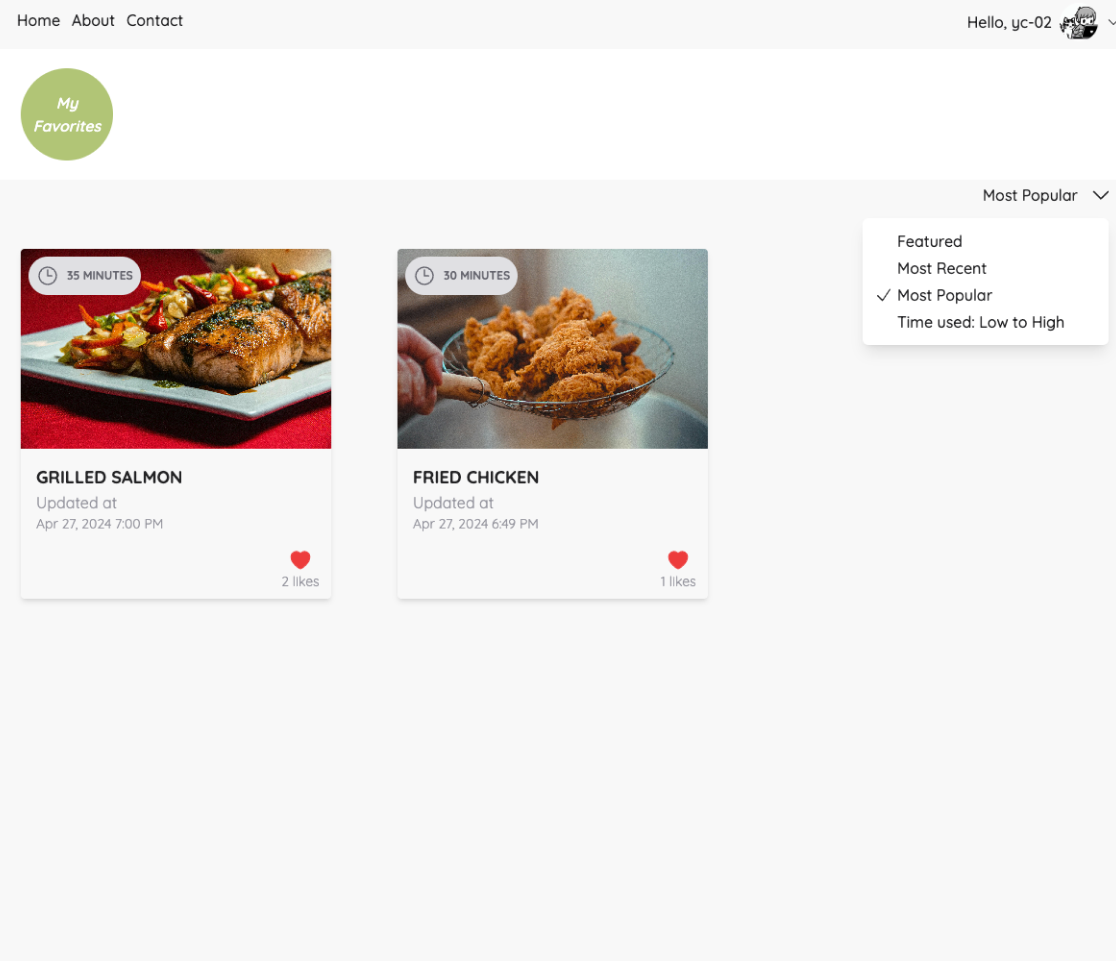 Home About Contact
Hello, yc-02
My
Favorites
Most Popular
Featured
Most Recent
Most Popular
Time used: Low to High
35 MINUTES
GRILLED SALMON
Updated at
Apr 27, 2024 7:00 PM
2 likes
30 MINUTES
FRIED CHICKEN
Updated at
Apr 27, 2024 6:49 PM
1 likes